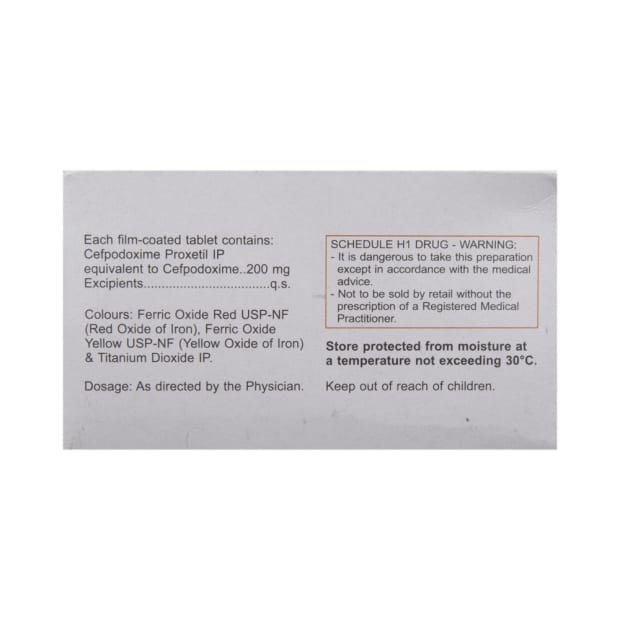 Each film-coated tablet contains:
Cefpodoxime Proxetil IP
equivalent to Cefpodoxime..200 mg
Excipients...................................q.s.
Colours: Ferric Oxide Red USP-NF
(Red Oxide of Iron), Ferric Oxide
Yellow USP-NF (Yellow Oxide of Iron)
& Titanium Dioxide IP.
Dosage: As directed by the Physician.
SCHEDULE H1 DRUG - WARNING:
- It is dangerous to take this preparation
except in accordance with the medical
advice.
- Not to be sold by retail without the
prescription of a Registered Medical
Practitioner.
Store protected from moisture at
a temperature not exceeding 30°C.
Keep out of reach of children.